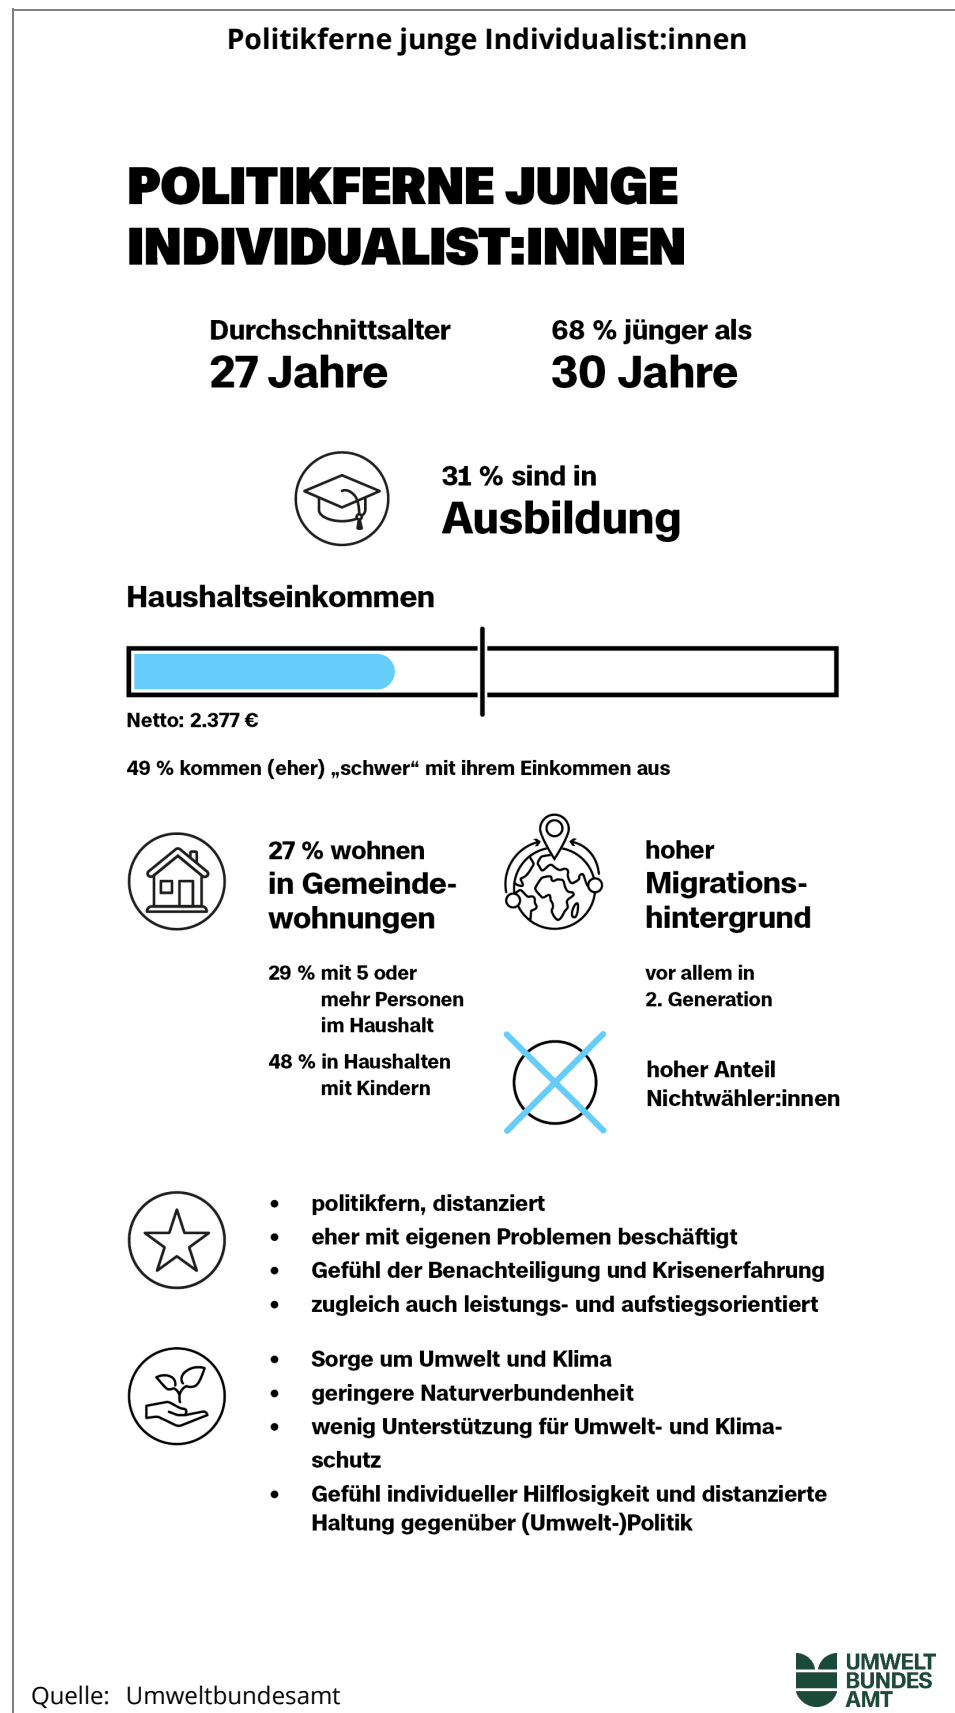 Politikferne junge Individualist:innen
POLITIKFERNE JUNGE
INDIVIDUALIST:INNEN
Durchschnittsalter
27 Jahre
68 % jünger als
30 Jahre
31 % sind in
Ausbildung
Haushaltseinkommen
Netto: 2.377 €
49 % kommen (eher) „schwer“ mit ihrem Einkommen aus
27 % wohnen
in Gemeinde-
wohnungen
29 % mit 5 oder
mehr Personen
im Haushalt
48 % in Haushalten
mit Kindern
hoher
Migrations-
hintergrund
vor allem in
2. Generation
hoher Anteil
Nichtwähler:innen
• politikfern, distanziert
• eher mit eigenen Problemen beschäftigt
• Gefühl der Benachteiligung und Krisenerfahrung
• zugleich auch leistungs- und aufstiegsorientiert
• Sorge um Umwelt und Klima
• geringere Naturverbundenheit
• wenig Unterstützung für Umwelt- und Klima-
schutz
• Gefühl individueller Hilflosigkeit und distanzierte
Haltung gegenüber (Umwelt-)Politik
Quelle: Umweltbundesamt
UMWELT
BUNDES
AMT